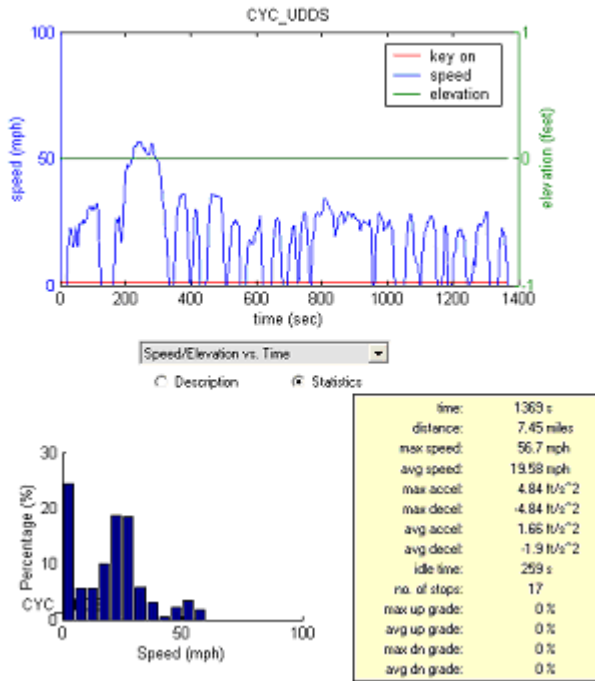 CYC_UDDS
100
50
0
speed (mph)
key on
speed
elevation
1
0
-1
elevation (feet)
0 200 400 600 800 1000 1200 1400
time (sec)
Speed/Elevation vs. Time
Description Statistics
30
20
10
0
Percentage (%)
CYC_
0 50 100
Speed (mph)
time: 1369 s
distance: 7.45 miles
max speed: 56.7 mph
avg speed: 19.58 mph
max accel: 4.84 ft/s^2
max decel: -4.84 ft/s^2
avg accel: 1.66 ft/s^2
avg decel: -1.9 ft/s^2
idle time: 259 s
no. of stops: 17
max up grade: 0 %
avg up grade: 0 %
max dn grade: 0 %
avg dn grade: 0 %